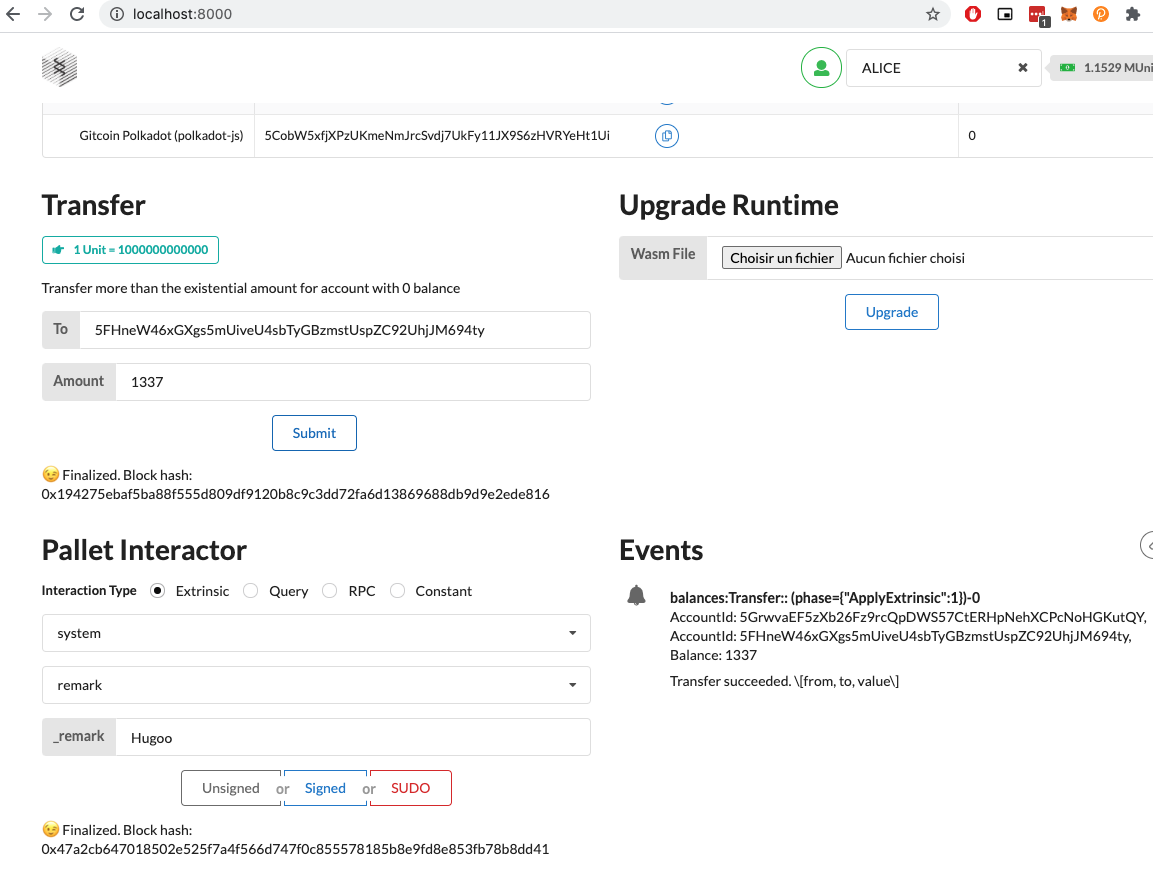 localhost:8000
1
ALICE
1.1529 MUni
Gitcoin Polkadot (polkadot-js) 5CobW5xfjXPzUKmeNmJrcSvdj7UkFy11JX9S6zHVRYeHt1Ui 0
Transfer
1 Unit = 1000000000000
Transfer more than the existential amount for account with 0 balance
To 5FHneW46xGXgs5mUiveU4sbTyGBzmstUspZC92UhjJM694ty
Amount 1337
Submit
😉 Finalized. Block hash:
0x194275ebaf5ba88f555d809df9120b8c9c3dd72fa6d13869688db9d9e2ede816
Upgrade Runtime
Wasm File Choisir un fichier Aucun fichier choisi
Upgrade
Pallet Interactor
Interaction Type Extrinsic Query RPC Constant
system
remark
_remark Hugoo
Unsigned or Signed or SUDO
😉 Finalized. Block hash:
0x47a2cb647018502e525f7a4f566d747f0c855578185b8e9fd8e853fb78b8dd41
Events
balances:Transfer:: (phase={"ApplyExtrinsic":1})-0
AccountId: 5GrwvaEF5zXb26Fz9rcQpDWS57CtERHpNehXCPcNoHGKutQY,
AccountId: 5FHneW46xGXgs5mUiveU4sbTyGBzmstUspZC92UhjJM694ty,
Balance: 1337
Transfer succeeded. \[from, to, value\]